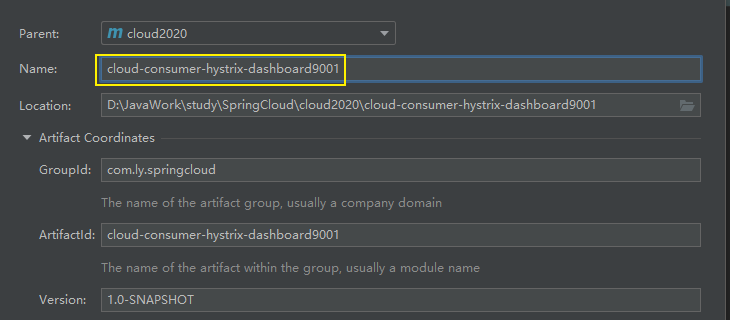 Parent: m cloud2020
Name: cloud-consumer-hystrix-dashboard9001
Location: D:\JavaWork\study\SpringCloud\cloud2020\cloud-consumer-hystrix-dashboard9001
Artifact Coordinates
GroupId: com.ly.springcloud
The name of the artifact group, usually a company domain
ArtifactId: cloud-consumer-hystrix-dashboard9001
The name of the artifact within the group, usually a module name
Version: 1.0-SNAPSHOT